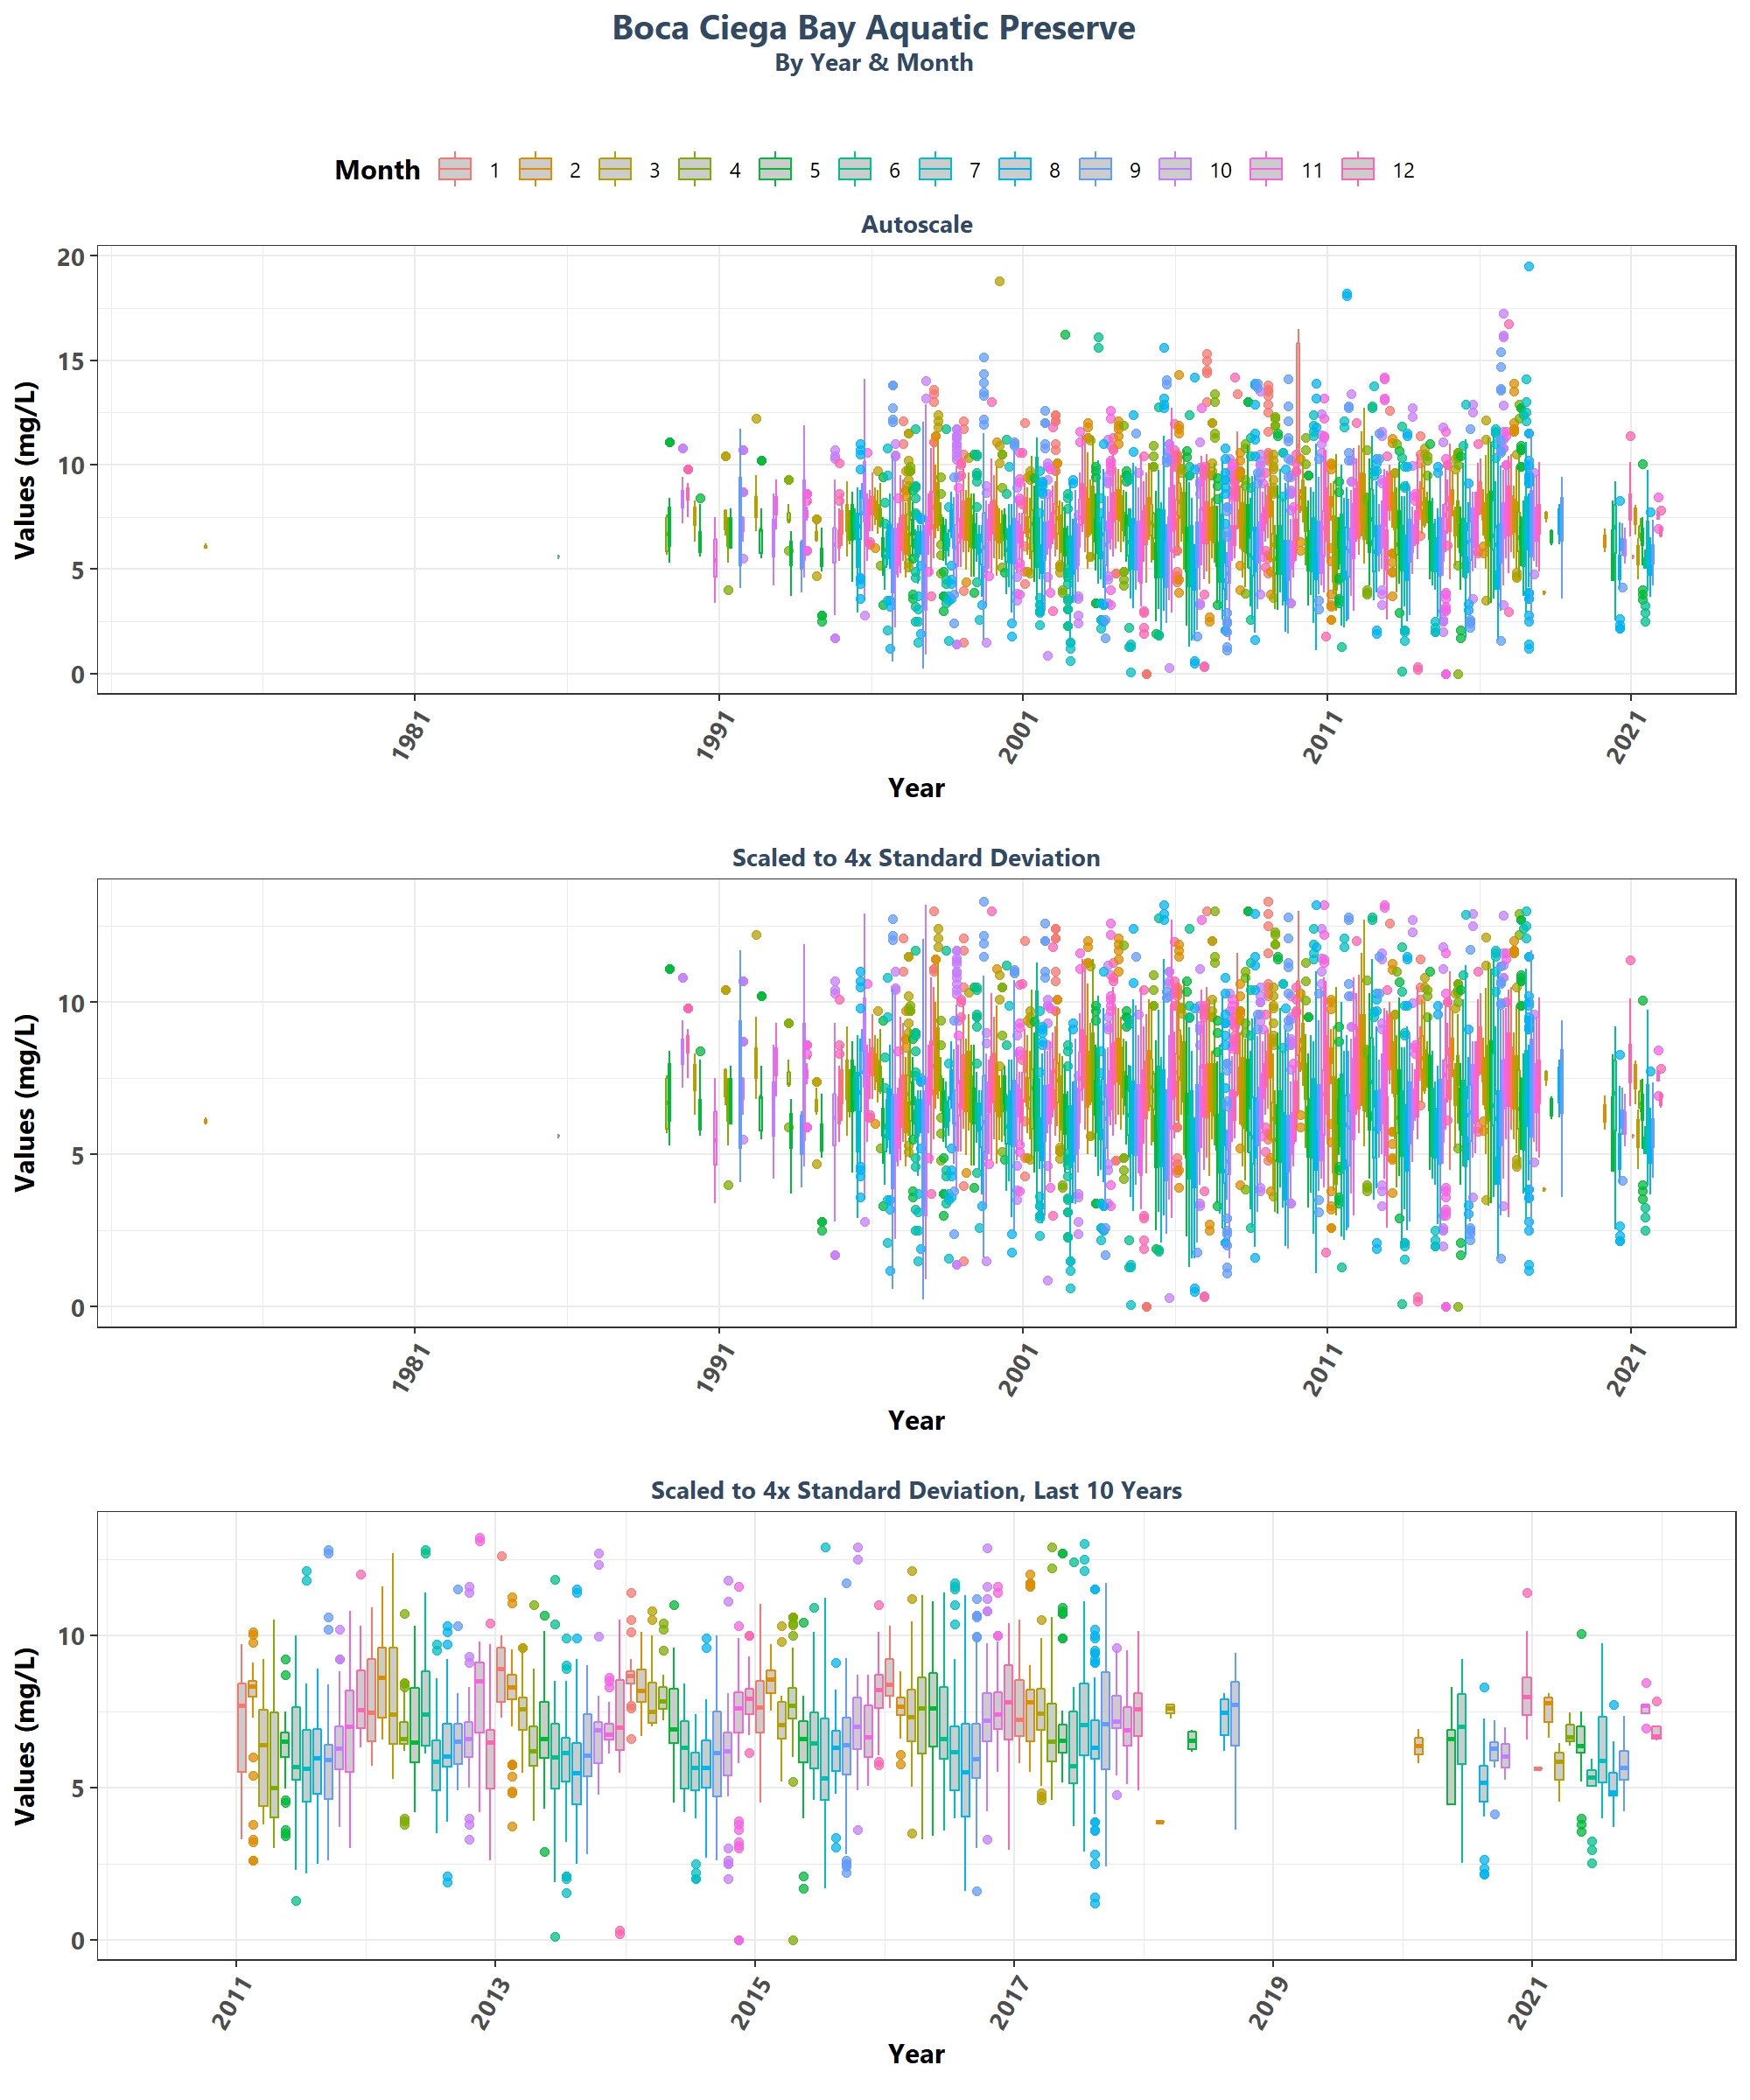 Boca Ciega Bay Aquatic Preserve
By Year & Month
Month 1 2 3 4 5 6 7 8 9 10 11 12
Autoscale
Values (mg/L)
20
15
10
5
0
1981 1991 2001 2011 2021
Year
Scaled to 4x Standard Deviation
Values (mg/L)
10
5
0
1981 1991 2001 2011 2021
Year
Scaled to 4x Standard Deviation, Last 10 Years
Values (mg/L)
10
5
0
2011 2013 2015 2017 2019 2021
Year